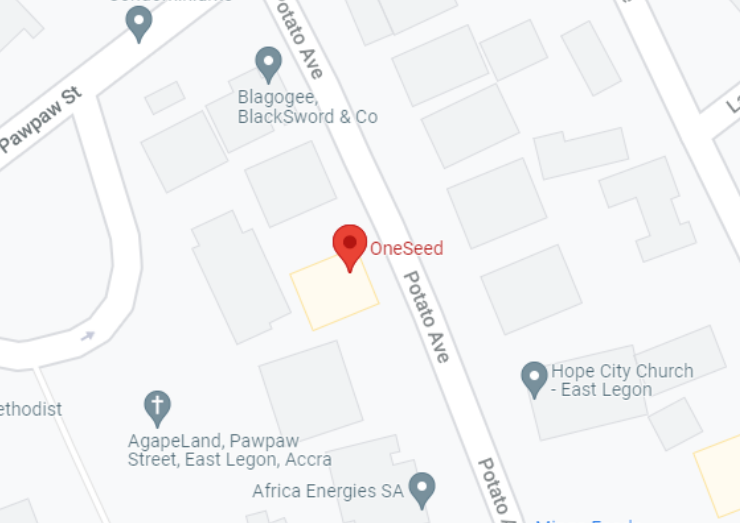 Potato Ave
Pawpaw St
Blagogee,
BlackSword & Co
OneSeed
Potato Ave
Hope City Church
- East Legon
AgapeLand, Pawpaw
Street, East Legon, Accra
Africa Energies SA
Potato